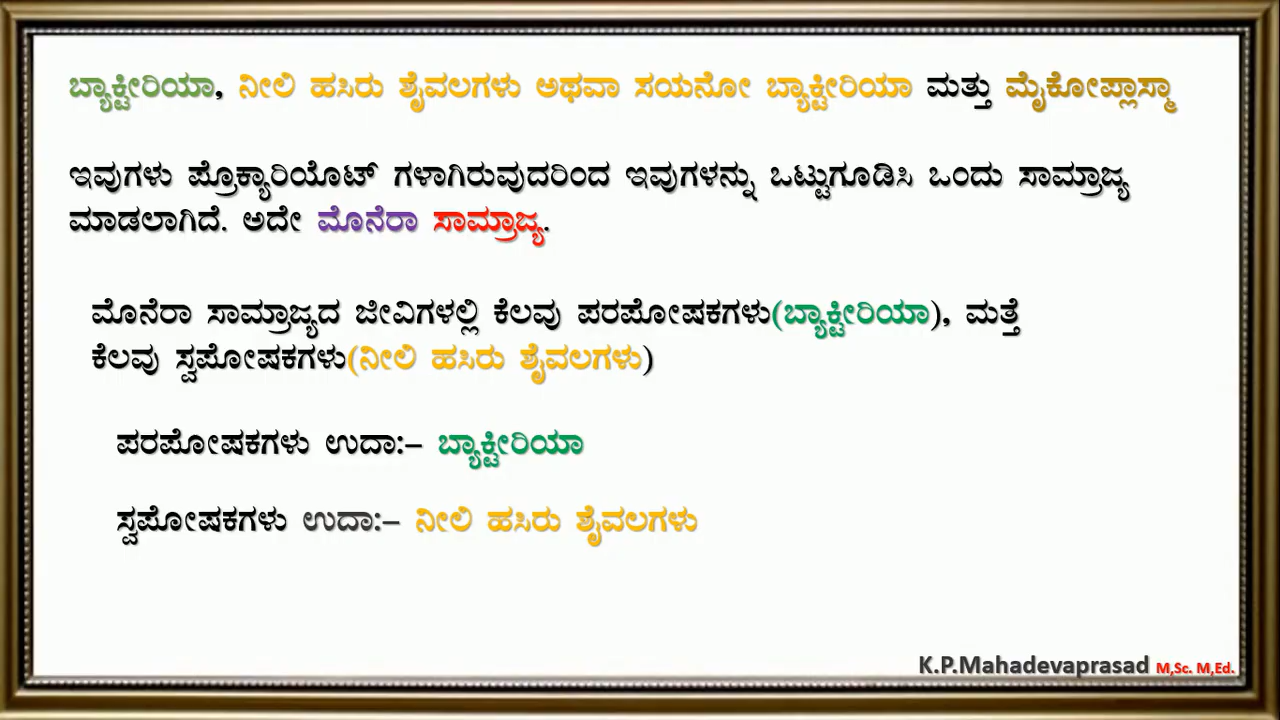 ಬ್ಯಾಕ್ಟೀರಿಯಾ, ನೀಲಿ ಹಸಿರು ಶೈವಲಗಳು ಅಥವಾ ಸಯನೋ ಬ್ಯಾಕ್ಟೀರಿಯಾ ಮತ್ತು ಮೈಕೋಪ್ಲಾಸ್ಮಾ
ಇವುಗಳು ಪ್ರೊಕ್ಯಾರಿಯೊಟ್ ಗಳಾಗಿರುವುದರಿಂದ ಇವುಗಳನ್ನು ಒಟ್ಟುಗೂಡಿಸಿ ಒಂದು ಸಾಮ್ರಾಜ್ಯ
ಮಾಡಲಾಗಿದೆ. ಅದೇ ಮೊನೆರಾ ಸಾಮ್ರಾಜ್ಯ.
ಮೊನೆರಾ ಸಾಮ್ರಾಜ್ಯದ ಜೀವಿಗಳಲ್ಲಿ ಕೆಲವು ಪರಪೋಷಕಗಳು(ಬ್ಯಾಕ್ಟೀರಿಯಾ), ಮತ್ತೆ
ಕೆಲವು ಸ್ವಪೋಷಕಗಳು(ನೀಲಿ ಹಸಿರು ಶೈವಲಗಳು)
ಪರಪೋಷಕಗಳು ಉದಾ:– ಬ್ಯಾಕ್ಟೀರಿಯಾ
ಸ್ವಪೋಷಕಗಳು ಉದಾ:– ನೀಲಿ ಹಸಿರು ಶೈವಲಗಳು
K.P.Mahadevaprasad M,Sc. M,Ed.